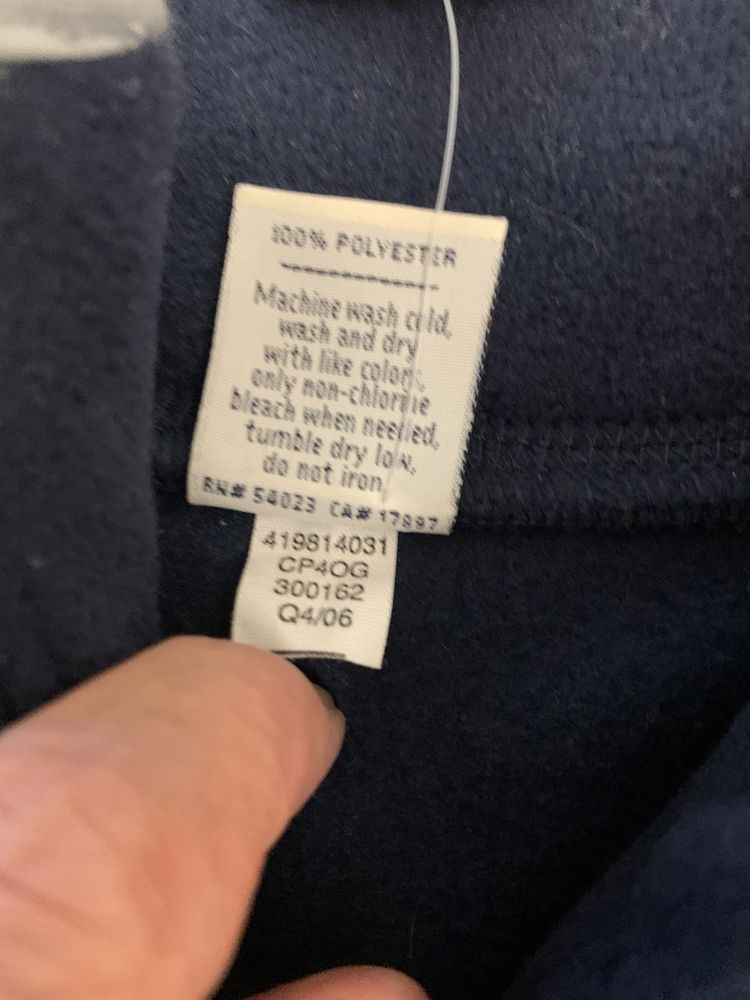 100% POLYESTER
Machine wash cold,
wash and dry
with like colors,
only non-chlorine
bleach when needed,
tumble dry low,
do not iron.
RN# 54023 CA# 17897
419814031
CP4OG
300162
Q4/06